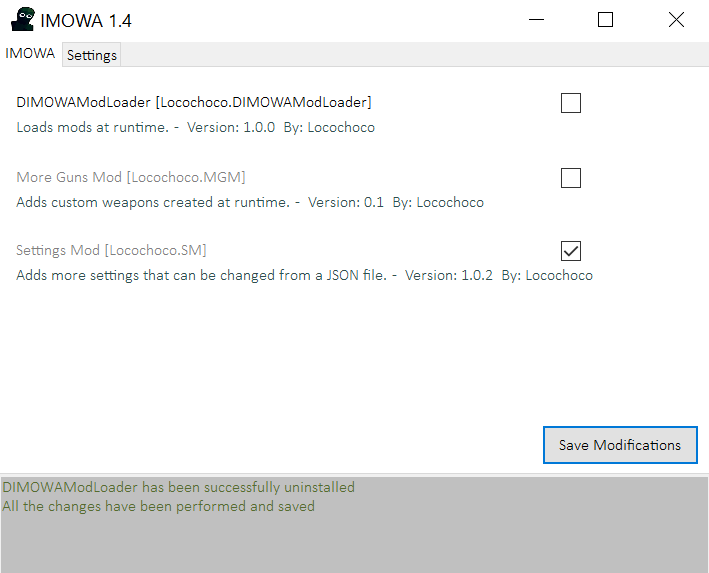 IMOWA 1.4
IMOWA Settings
DIMOWAModLoader [Locochoco.DIMOWAModLoader]
Loads mods at runtime. - Version: 1.0.0 By: Locochoco
More Guns Mod [Locochoco.MGM]
Adds custom weapons created at runtime. - Version: 0.1 By: Locochoco
Settings Mod [Locochoco.SM]
Adds more settings that can be changed from a JSON file. - Version: 1.0.2 By: Locochoco
Save Modifications
DIMOWAModLoader has been successfully uninstalled
All the changes have been performed and saved